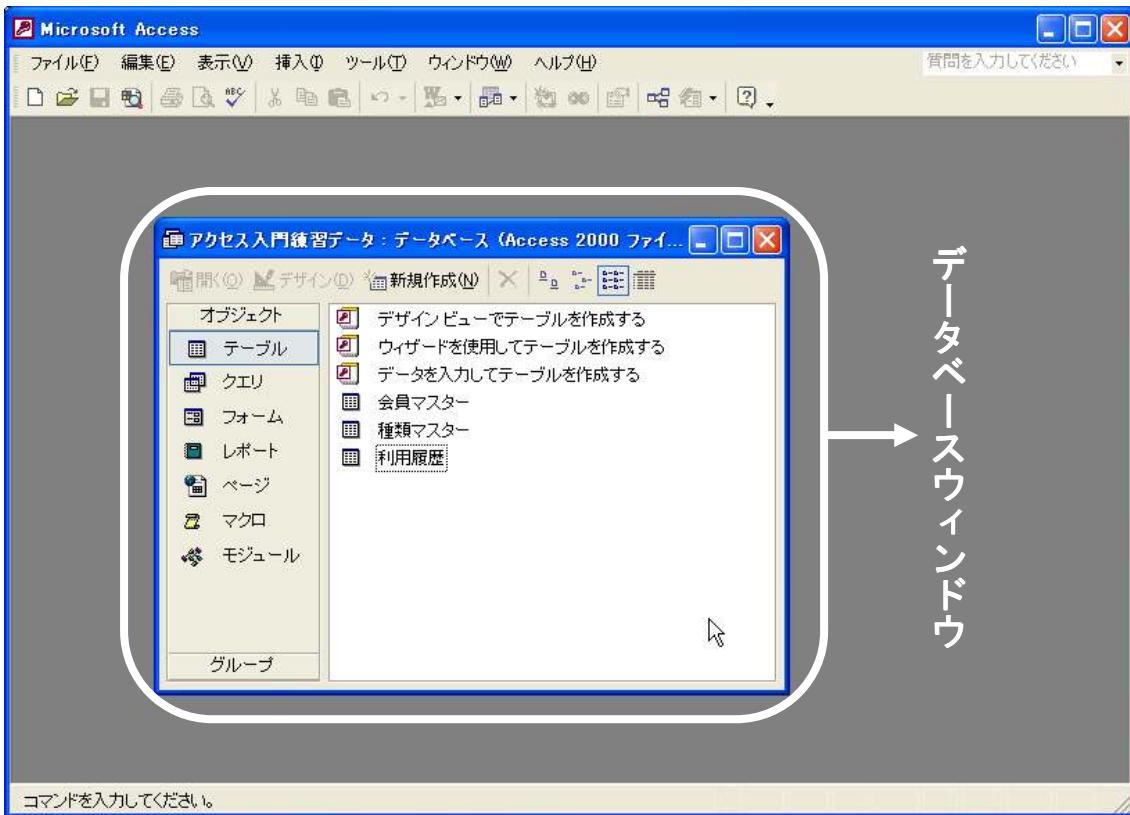 Microsoft Access
ファイル(F) 編集(E) 表示(V) 挿入(I) ツール(T) ウィンドウ(W) ヘルプ(H) 質問を入力してください
アクセス入門練習データ : データベース (Access 2000 ファイ...
開く(O) デザイン(D) 新規作成(N)
オブジェクト
テーブル
クエリ
フォーム
レポート
ページ
マクロ
モジュール
グループ
デザイン ビューでテーブルを作成する
ウィザードを使用してテーブルを作成する
データを入力してテーブルを作成する
会員マスター
種類マスター
利用履歴
データベースウィンドウ
コマンドを入力してください。